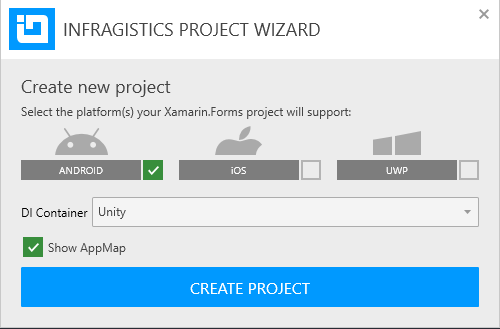 INFRAGISTICS PROJECT WIZARD
Create new project
Select the platform(s) your Xamarin.Forms project will support:
ANDROID iOS UWP
DI Container Unity
Show AppMap
CREATE PROJECT